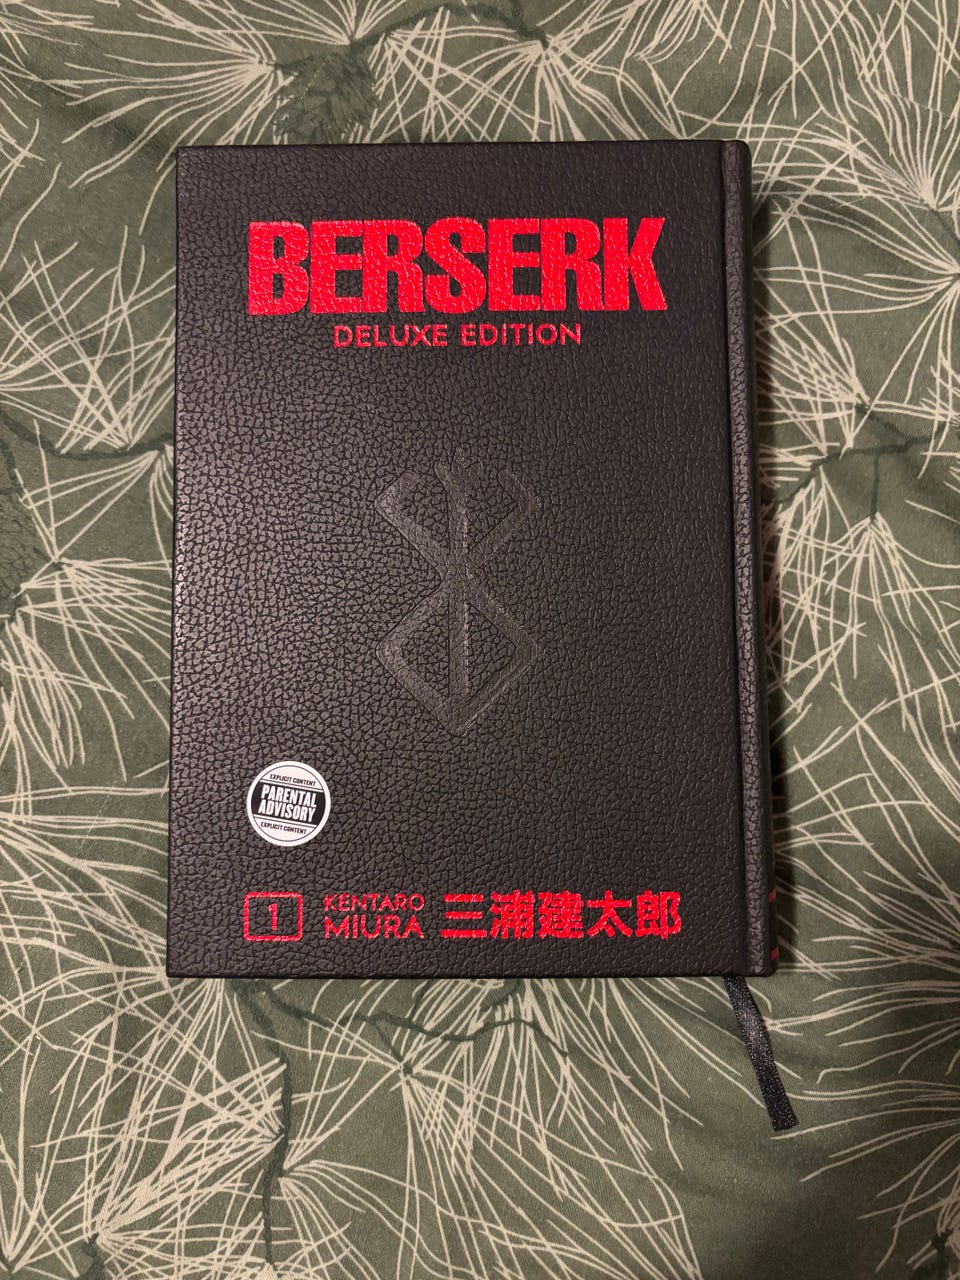 BERSERK
DELUXE EDITION
EXPLICIT CONTENT
PARENTAL
ADVISORY
EXPLICIT CONTENT
1
KENTARO
MIURA
三浦建太郎